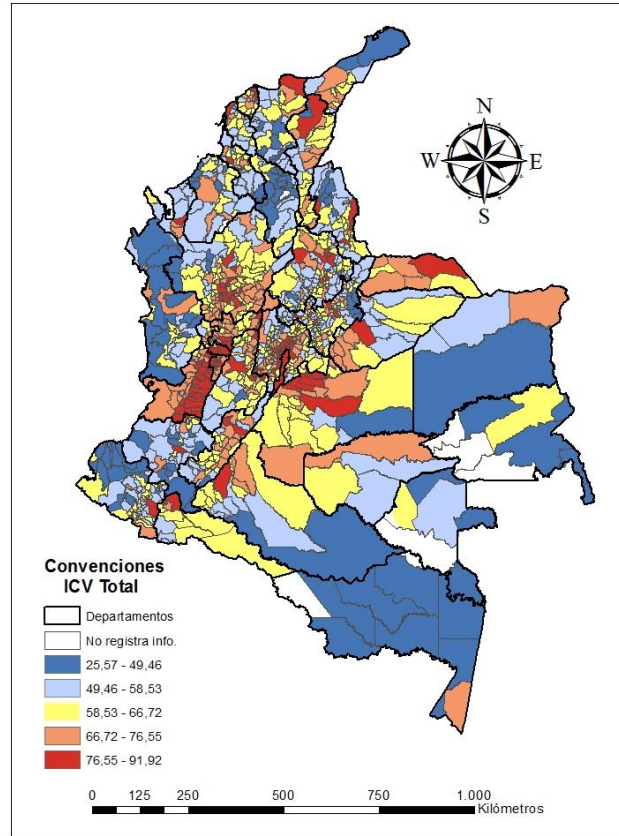 N
W E
S
Convenciones
ICV Total
Departamentos
No registra info.
25,57 - 49,46
49,46 - 58,53
58,53 - 66,72
66,72 - 76,55
76,55 - 91,92
0 125 250 500 750 1.000
Kilómetros